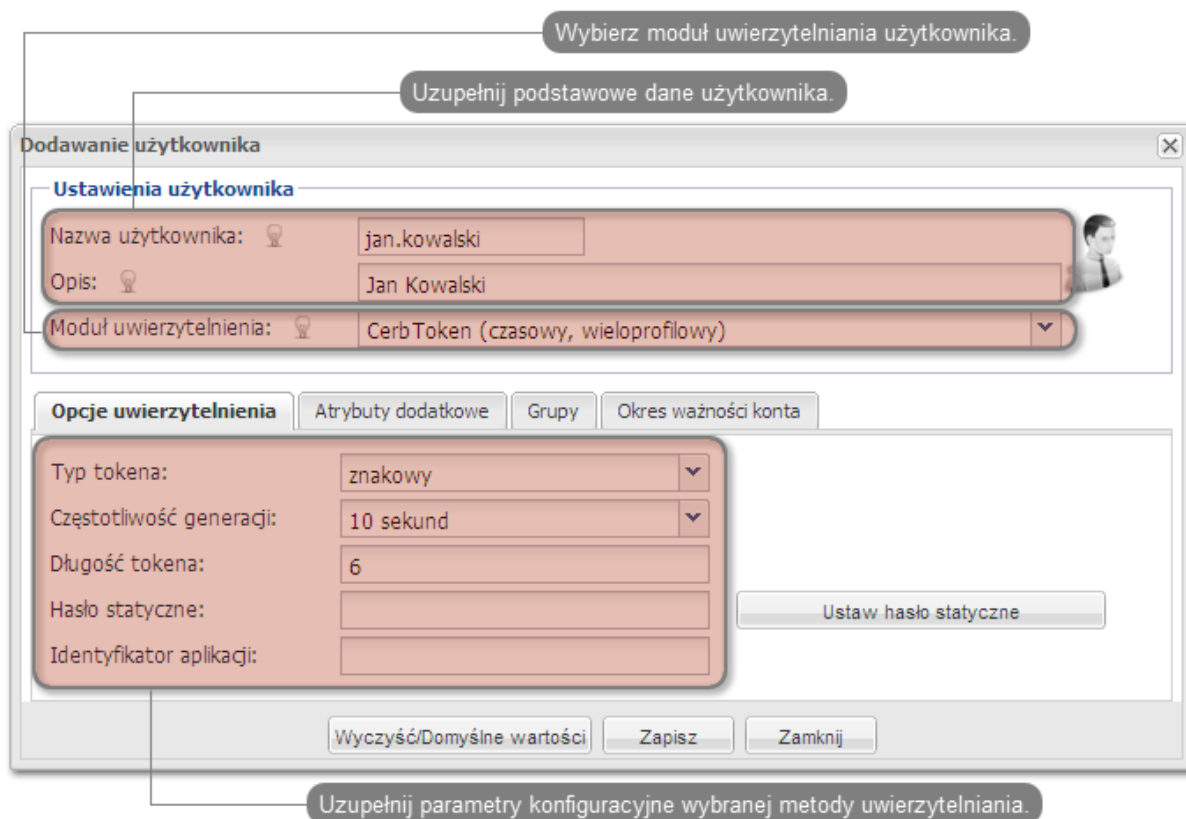 Wybierz moduł uwierzytelniania użytkownika.
Uzupełnij podstawowe dane użytkownika.
Dodawanie użytkownika
Ustawienia użytkownika
Nazwa użytkownika: jan.kowalski
Opis: Jan Kowalski
Moduł uwierzytelnienia: CerbToken (czasowy, wieloprofilowy)
Opcje uwierzytelnienia Atrybuty dodatkowe Grupy Okres ważności konta
Typ tokena: znakowy
Częstotliwość generacji: 10 sekund
Długość tokena: 6
Hasło statyczne: Ustaw hasło statyczne
Identyfikator aplikacji:
Wyczyść/Domyślne wartości Zapisz Zamknij
Uzupełnij parametry konfiguracyjne wybranej metody uwierzytelniania.